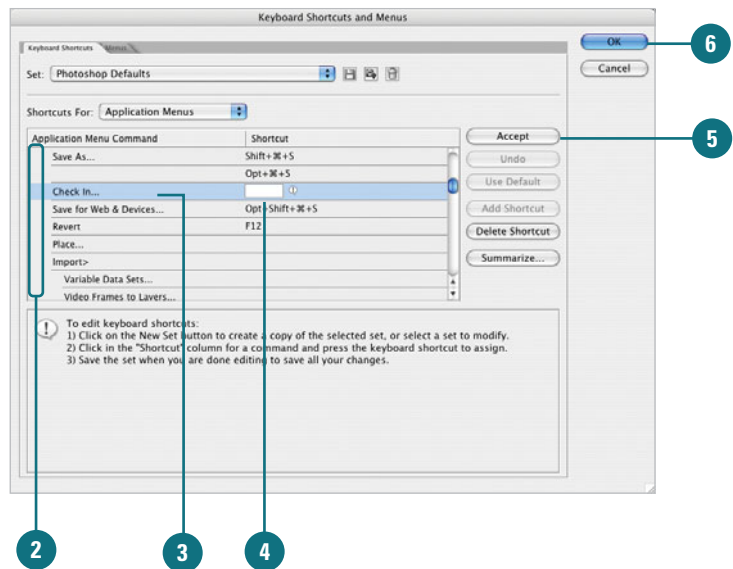 Keyboard Shortcuts and Menus
Keyboard Shortcuts Menus
OK
6
Set: Photoshop Defaults
Cancel
Shortcuts For: Application Menus
Application Menu Command Shortcut
Accept
5
Save As... Shift+⌘+S
Undo
Opt+⌘+S
Use Default
Check In...
Save for Web & Devices... Opt+Shift+⌘+S
Add Shortcut
Revert F12
Delete Shortcut
Place...
Import>
Summarize...
Variable Data Sets...
Video Frames to Layers...
To edit keyboard shortcuts:
1) Click on the New Set button to create a copy of the selected set, or select a set to modify.
2) Click in the "Shortcut" column for a command and press the keyboard shortcut to assign.
3) Save the set when you are done editing to save all your changes.
2
3
4